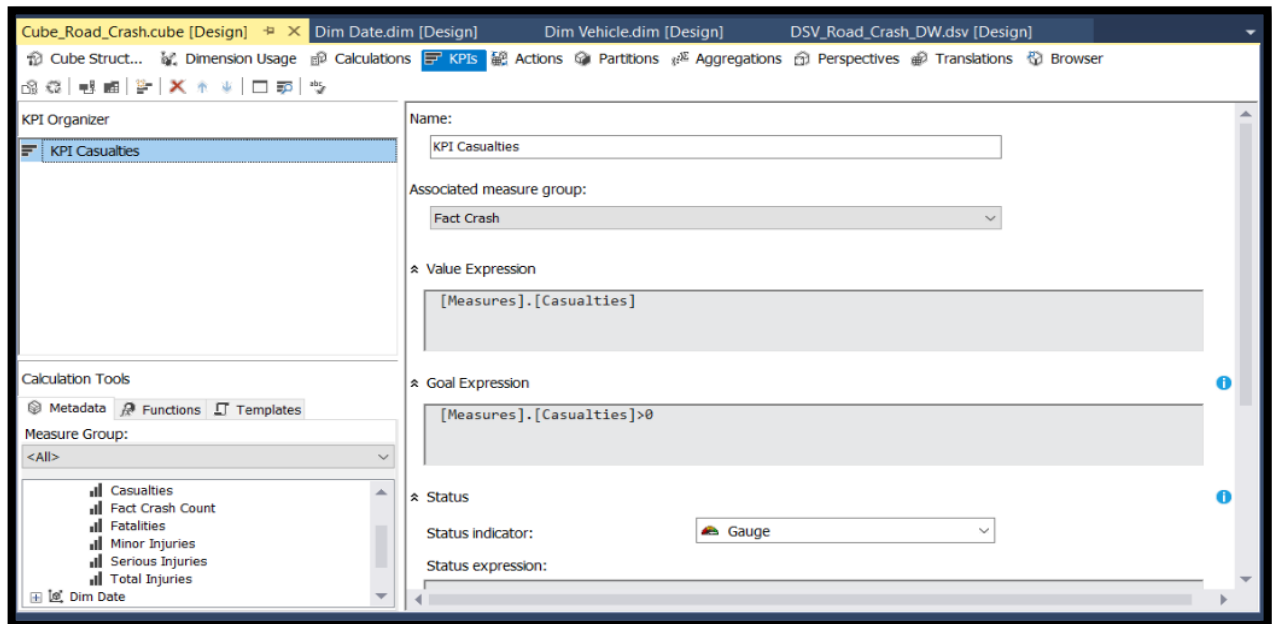 Cube_Road_Crash.cube [Design] Dim Date.dim [Design] Dim Vehicle.dim [Design] DSV_Road_Crash_DW.dsv [Design]
Cube Struct... Dimension Usage Calculations KPIs Actions Partitions Aggregations Perspectives Translations Browser
abc
KPI Organizer
KPI Casualties
Calculation Tools
Metadata Functions Templates
Measure Group:
<All>
Casualties
Fact Crash Count
Fatalities
Minor Injuries
Serious Injuries
Total Injuries
Dim Date
Name:
KPI Casualties
Associated measure group:
Fact Crash
Value Expression
[Measures].[Casualties]
Goal Expression
[Measures].[Casualties]>0
Status
Status indicator: Gauge
Status expression: